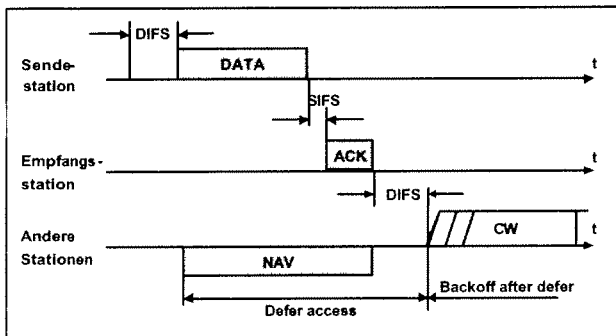 DIFS
Sende-
station
DATA
t
SIFS
Empfangs-
station
ACK
t
DIFS
Andere
Stationen
CW
t
NAV
Defer access
Backoff after defer